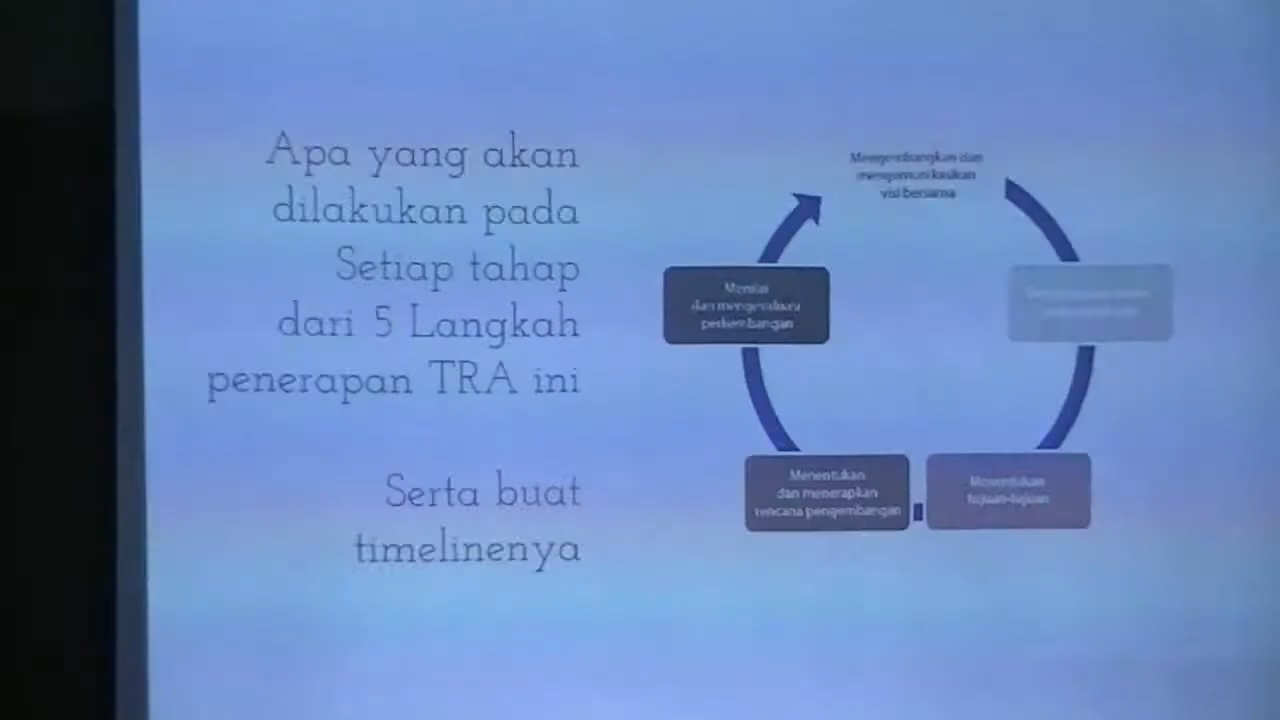 Apa yang akan
dilakukan pada
Setiap tahap
dari 5 Langkah
penerapan TRA ini
Serta buat
timelinenya
Mengembangkan dan
mengomunikasikan
visi bersama
Menilai
dan mengevaluasi
perkembangan
Menentukan
dan menerapkan
rencana pengembangan
Menentukan
tujuan-tujuan